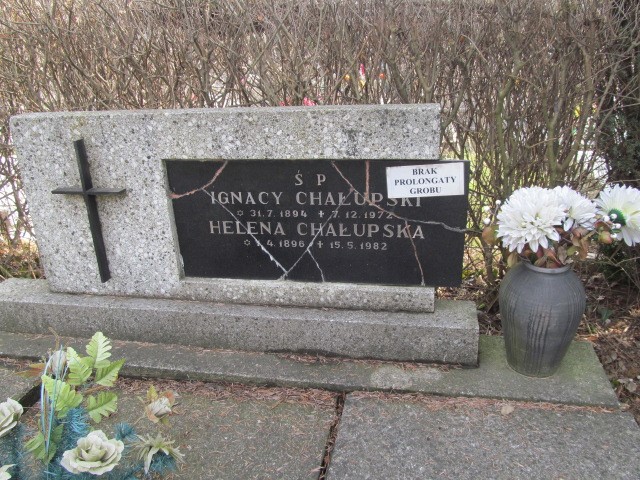 Ś P
IGNACY CHAŁUPSKI
☆ 31.7.1894 ✝ 7.12.1972
HELENA CHAŁUPSKA
☆ 1.4.1896 ✝ 15.5.1982
BRAK
PROLONGATY
GROBU